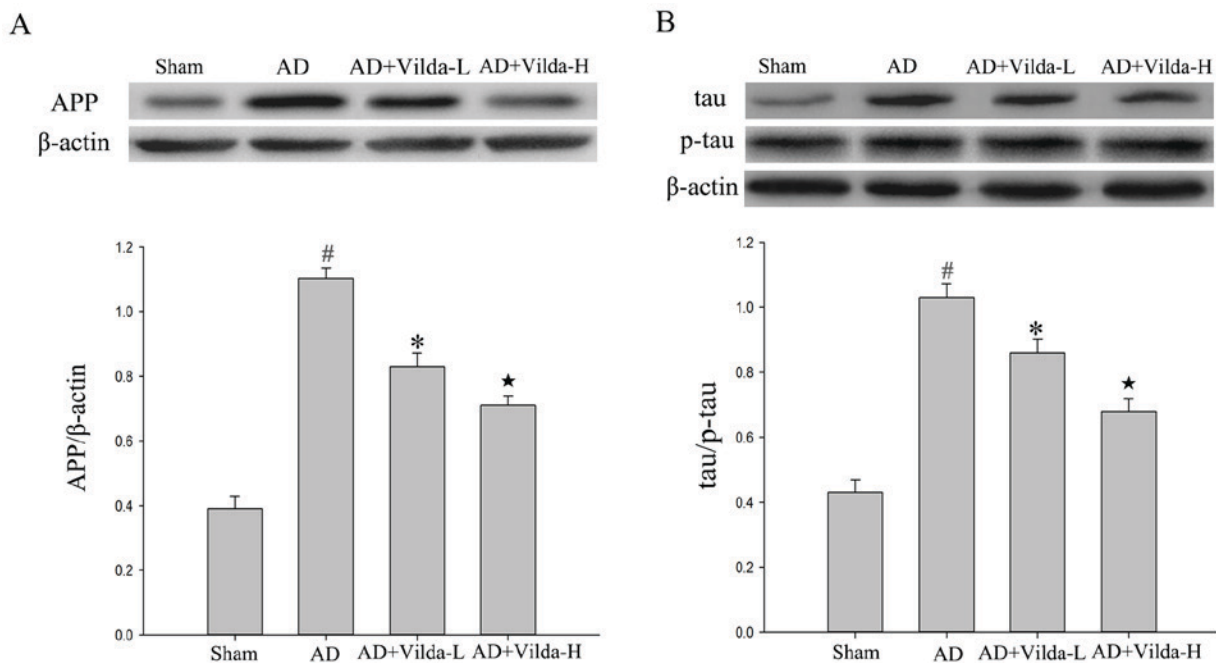 A
Sham AD AD+Vilda-L AD+Vilda-H
APP
β-actin
1.2
1.0
0.8
0.6
0.4
0.2
0.0
APP/β-actin
#
*
★
Sham AD AD+Vilda-L AD+Vilda-H
B
Sham AD AD+Vilda-L AD+Vilda-H
tau
p-tau
β-actin
1.2
1.0
0.8
0.6
0.4
0.2
0.0
tau/p-tau
#
*
★
Sham AD AD+Vilda-L AD+Vilda-H